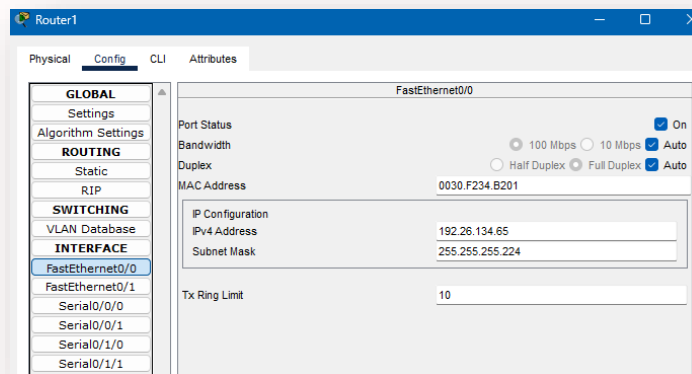 Router1
Physical Config CLI Attributes
GLOBAL
Settings
Algorithm Settings
ROUTING
Static
RIP
SWITCHING
VLAN Database
INTERFACE
FastEthernet0/0
FastEthernet0/1
Serial0/0/0
Serial0/0/1
Serial0/1/0
Serial0/1/1
FastEthernet0/0
Port Status On
Bandwidth 100 Mbps 10 Mbps Auto
Duplex Half Duplex Full Duplex Auto
MAC Address 0030.F234.B201
IP Configuration
IPv4 Address 192.26.134.65
Subnet Mask 255.255.255.224
Tx Ring Limit 10